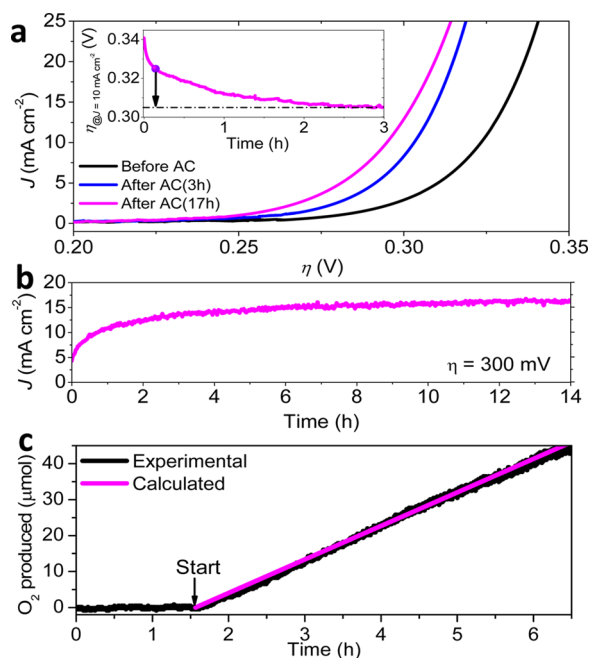 a
25
20
15
10
5
0
J (mA cm⁻²)
0.34
0.32
0.30
η@J = 10 mA cm⁻² (V)
0
1
2
3
Time (h)
Before AC
After AC(3h)
After AC(17h)
0.20
0.25
0.30
0.35
η (V)
b
20
15
10
5
0
J (mA cm⁻²)
η = 300 mV
0
2
4
6
8
10
12
14
Time (h)
c
40
30
20
10
0
O₂ produced (μmol)
Experimental
Calculated
Start
0
1
2
3
4
5
6
Time (h)